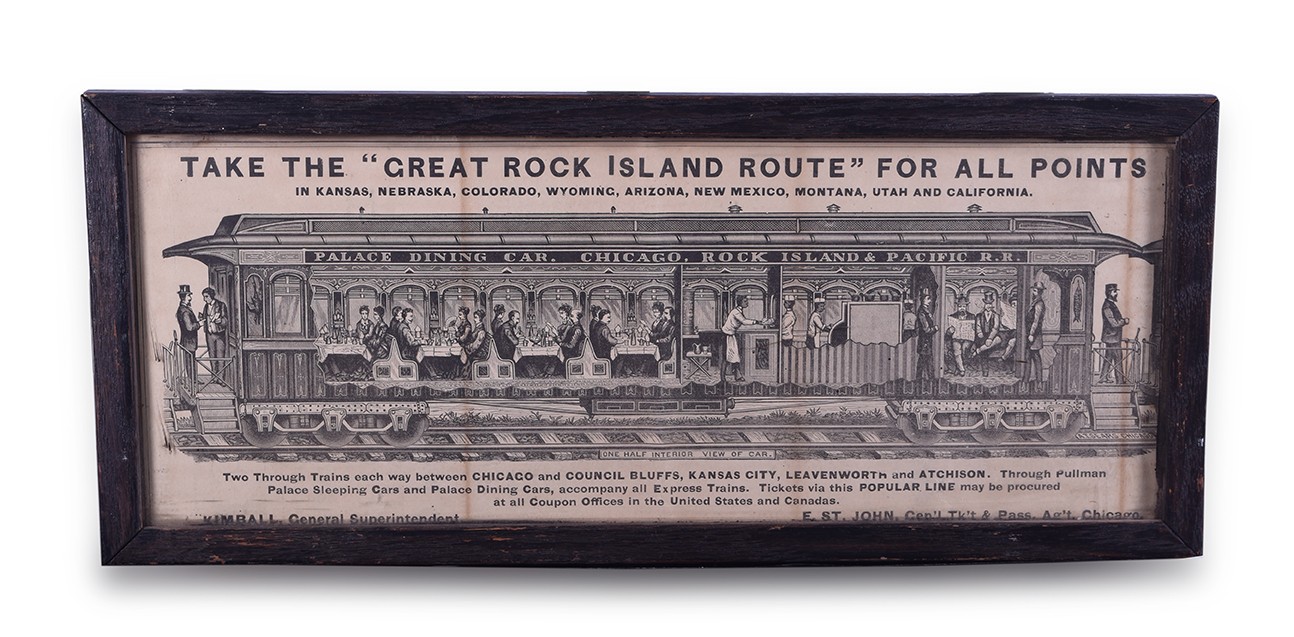 TAKE THE "GREAT ROCK ISLAND ROUTE" FOR ALL POINTS
IN KANSAS, NEBRASKA, COLORADO, WYOMING, ARIZONA, NEW MEXICO, MONTANA, UTAH AND CALIFORNIA.
PALACE DINING CAR. CHICAGO, ROCK ISLAND & PACIFIC R.R.
ONE HALF INTERIOR VIEW OF CAR.
Two Through Trains each way between CHICAGO and COUNCIL BLUFFS, KANSAS CITY, LEAVENWORTH and ATCHISON. Through Pullman
Palace Sleeping Cars and Palace Dining Cars, accompany all Express Trains. Tickets via this POPULAR LINE may be procured
at all Coupon Offices in the United States and Canadas.
KIMBALL, General Superintendent. E. ST. JOHN, Gen'l Tk't & Pass. Ag't, Chicago.